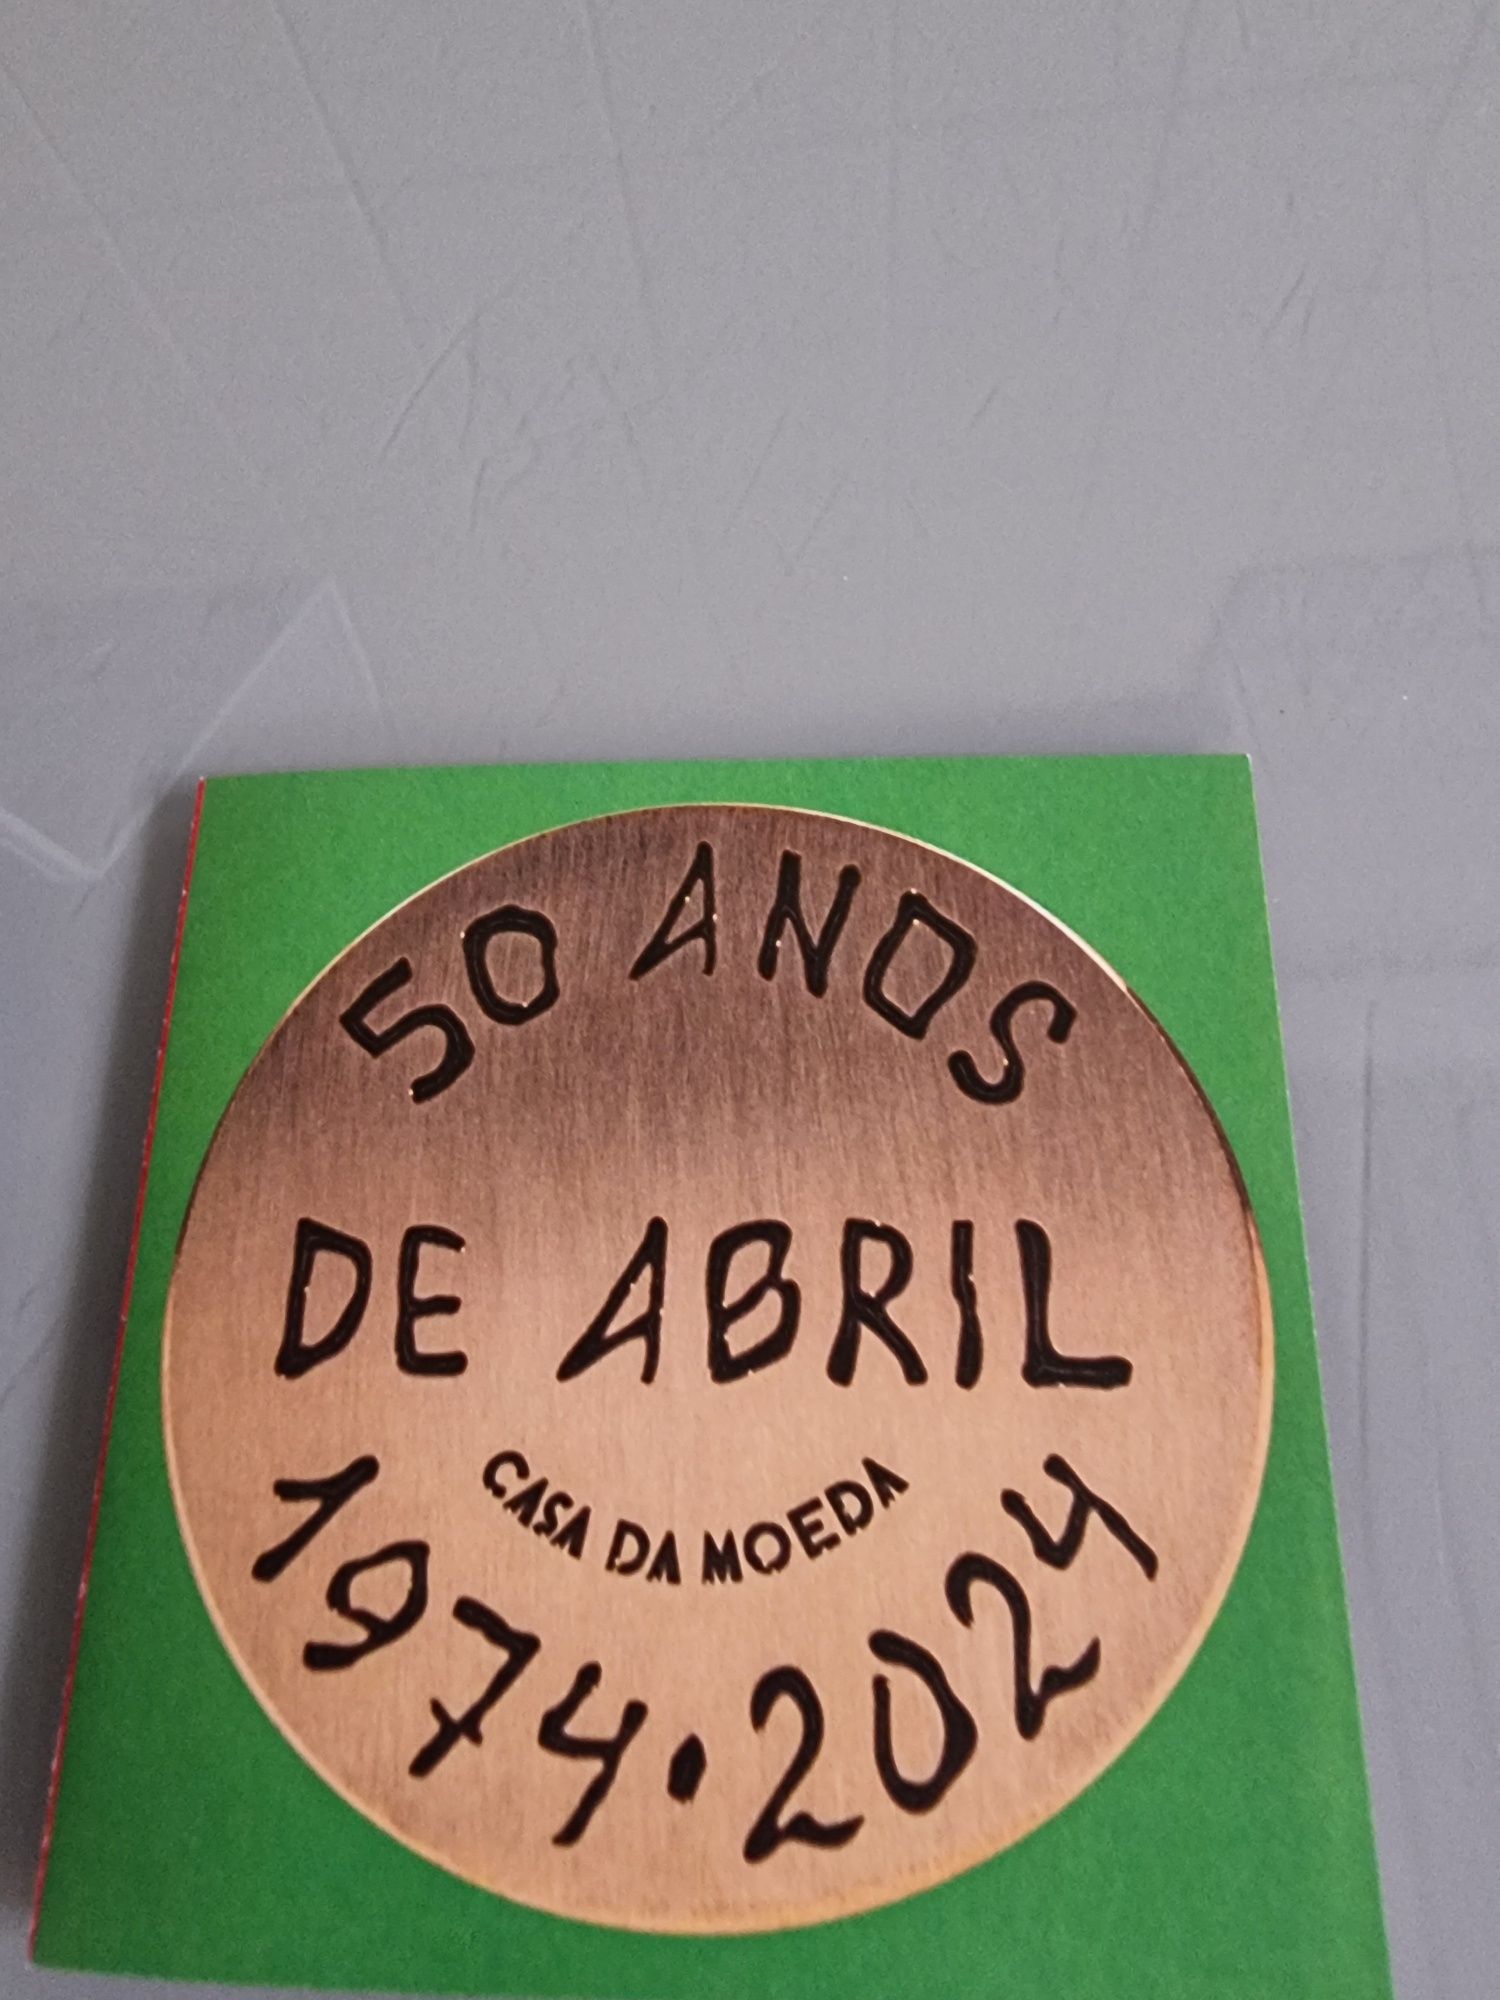 50 ANOS
DE ABRIL
CASA DA MOEDA
1974·2024